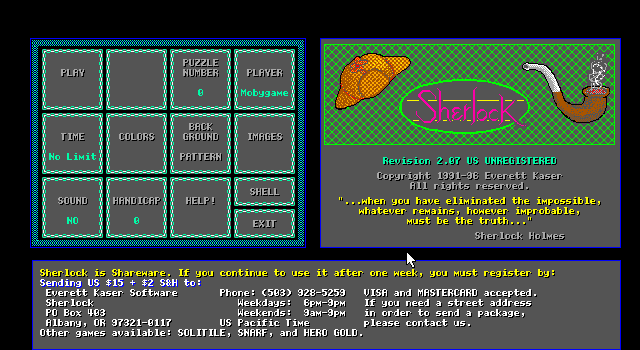 PLAY
PUZZLE
NUMBER
0
PLAYER
Mobygame
TIME
No Limit
COLORS
BACK
GROUND
PATTERN
IMAGES
SOUND
NO
HANDICAP
0
HELP!
SHELL
EXIT
Sherlock
Revision 2.07 US UNREGISTERED
Copyright 1991-96 Everett Kaser
All rights reserved.
"...when you have eliminated the impossible,
whatever remains, however improbable,
must be the truth..."
Sherlock Holmes
Sherlock is Shareware. If you continue to use it after one week, you must register by:
Sending US $15 + $2 S&H to:
Everett Kaser Software Phone: (503) 928-5259 VISA and MASTERCARD accepted.
Sherlock Weekdays: 6pm-9pm If you need a street address
PO Box 403 Weekends: 9am-9pm in order to send a package,
Albany, OR 97321-0117 US Pacific Time please contact us.
Other games available: SOLITILE, SNARF, and HERO GOLD.